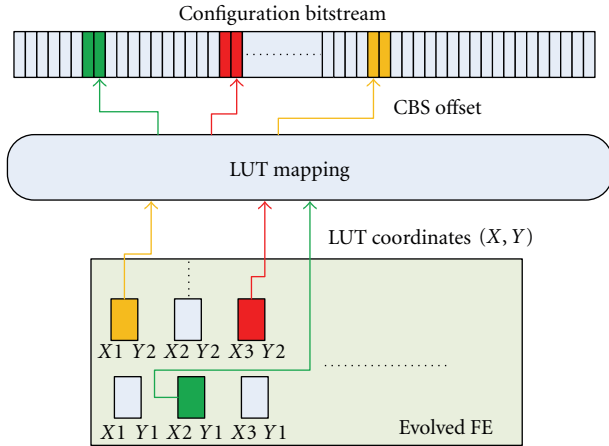 Configuration bitstream
CBS offset
LUT mapping
LUT coordinates (X, Y)
X1 Y2 X2 Y2 X3 Y2
X1 Y1 X2 Y1 X3 Y1
Evolved FE